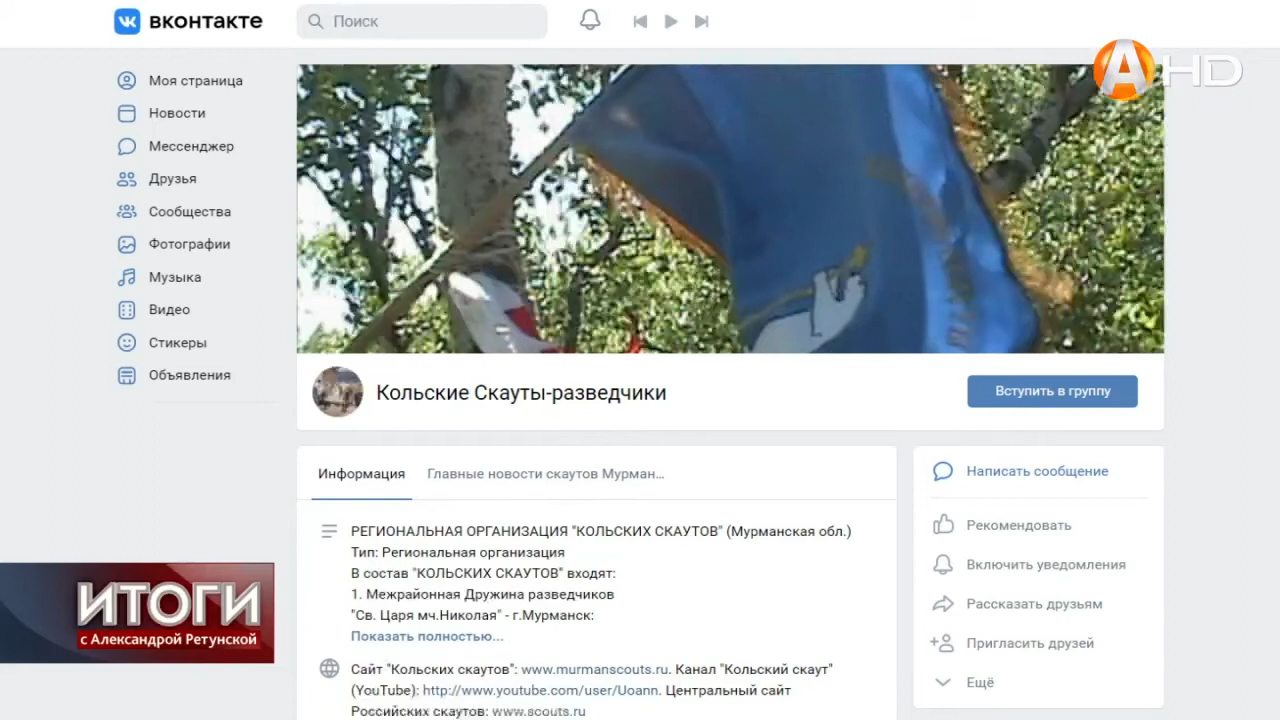 вконтакте
Поиск
А HD
Моя страница
Новости
Мессенджер
Друзья
Сообщества
Фотографии
Музыка
Видео
Стикеры
Объявления
Кольские Скауты-разведчики
Вступить в группу
Информация
Главные новости скаутов Мурман...
РЕГИОНАЛЬНАЯ ОРГАНИЗАЦИЯ "КОЛЬСКИХ СКАУТОВ" (Мурманская обл.)
Тип: Региональная организация
В состав "КОЛЬСКИХ СКАУТОВ" входят:
1. Межрайонная Дружина разведчиков
"Св. Царя мч.Николая" - г.Мурманск:
Показать полностью...
Сайт "Кольских скаутов": www.murmanscouts.ru. Канал "Кольский скаут"
(YouTube): http://www.youtube.com/user/Uoann. Центральный сайт
Российских скаутов: www.scouts.ru
Написать сообщение
Рекомендовать
Включить уведомления
Рассказать друзьям
Пригласить друзей
Ещё
ИТОГИ
с Александрой Ретунской